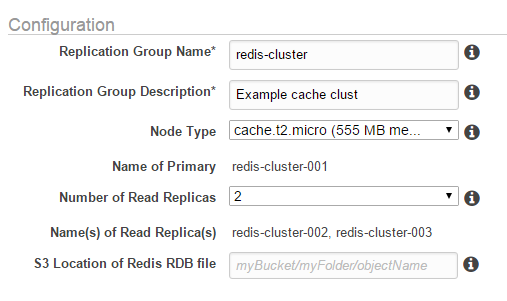 Configuration
Replication Group Name* redis-cluster
Replication Group Description* Example cache clust
Node Type cache.t2.micro (555 MB me...
Name of Primary redis-cluster-001
Number of Read Replicas 2
Name(s) of Read Replica(s) redis-cluster-002, redis-cluster-003
S3 Location of Redis RDB file myBucket/myFolder/objectName